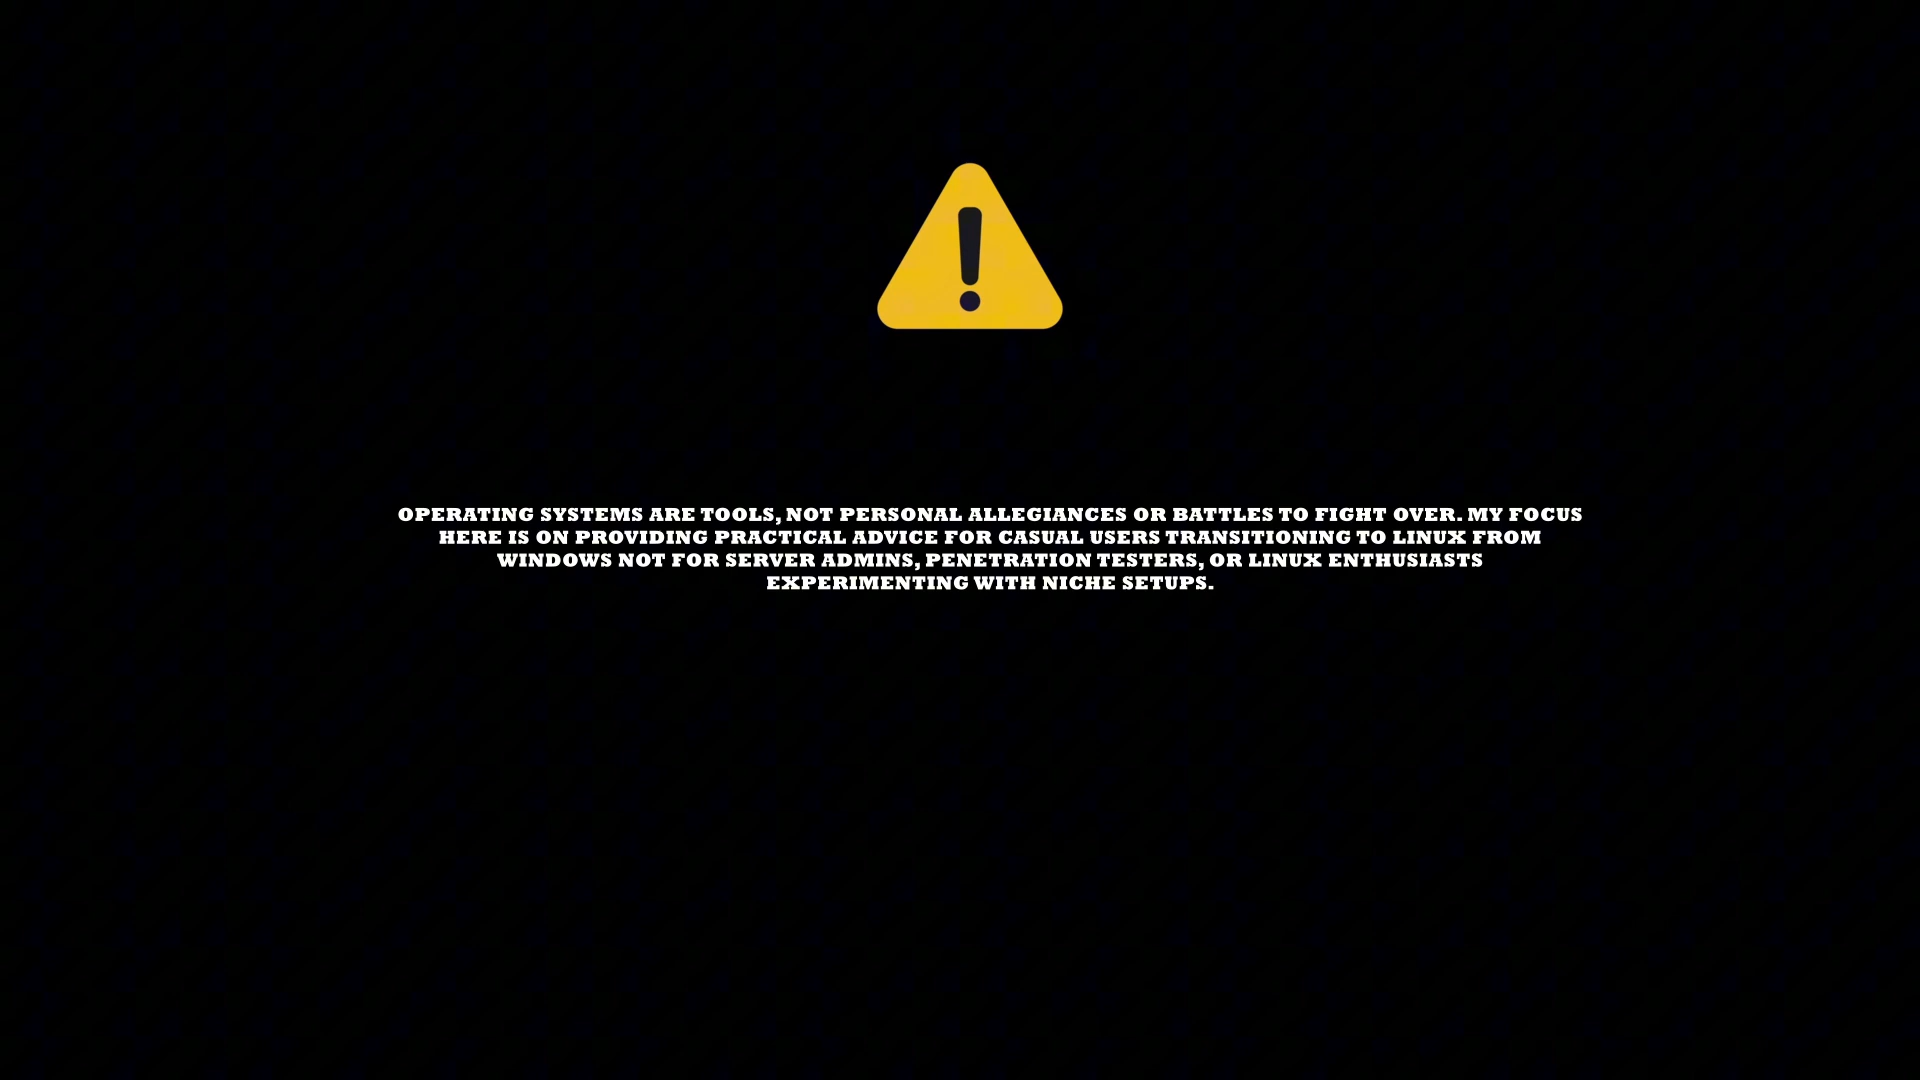 OPERATING SYSTEMS ARE TOOLS, NOT PERSONAL ALLEGIANCES OR BATTLES TO FIGHT OVER. MY FOCUS
HERE IS ON PROVIDING PRACTICAL ADVICE FOR CASUAL USERS TRANSITIONING TO LINUX FROM
WINDOWS NOT FOR SERVER ADMINS, PENETRATION TESTERS, OR LINUX ENTHUSIASTS
EXPERIMENTING WITH NICHE SETUPS.